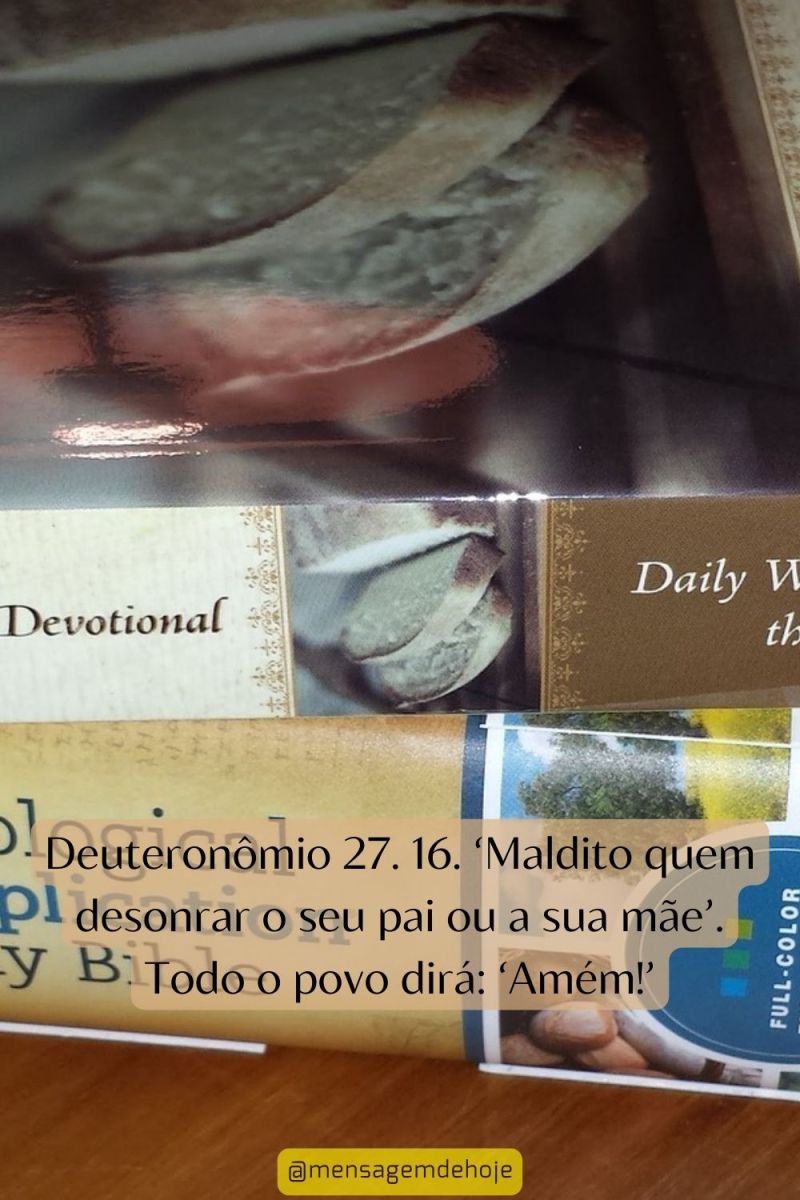 Devotional
Daily
Deuteronômio 27. 16. ‘Maldito quem
desonrar o seu pai ou a sua mãe’.
Todo o povo dirá: ‘Amém!’
FULL-COLOR
@mensagemdehoje